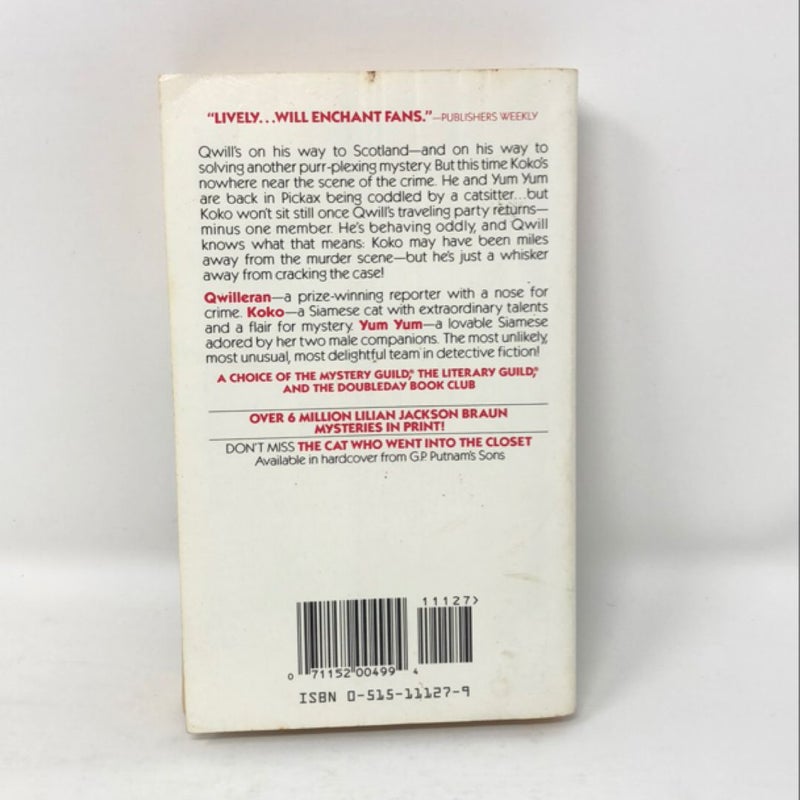 "LIVELY...WILL ENCHANT FANS."—PUBLISHERS WEEKLY
Qwill's on his way to Scotland—and on his way to
solving another purr-plexing mystery. But this time Koko's
nowhere near the scene of the crime. He and Yum Yum
are back in Pickax being coddled by a catsitter...but
Koko won't sit still once Qwill's traveling party returns—
minus one member. He's behaving oddly, and Qwill
knows what that means: Koko may have been miles
away from the murder scene—but he's just a whisker
away from cracking the case!
Qwilleran—a prize-winning reporter with a nose for
crime. Koko—a Siamese cat with extraordinary talents
and a flair for mystery. Yum Yum—a lovable Siamese
adored by her two male companions. The most unlikely,
most unusual, most delightful team in detective fiction!
A CHOICE OF THE MYSTERY GUILD,® THE LITERARY GUILD,®
AND THE DOUBLEDAY BOOK CLUB
OVER 6 MILLION LILIAN JACKSON BRAUN
MYSTERIES IN PRINT!
DON'T MISS THE CAT WHO WENT INTO THE CLOSET
Available in hardcover from G.P. Putnam's Sons
11127>
0 71152 00499 4
ISBN 0-515-11127-9